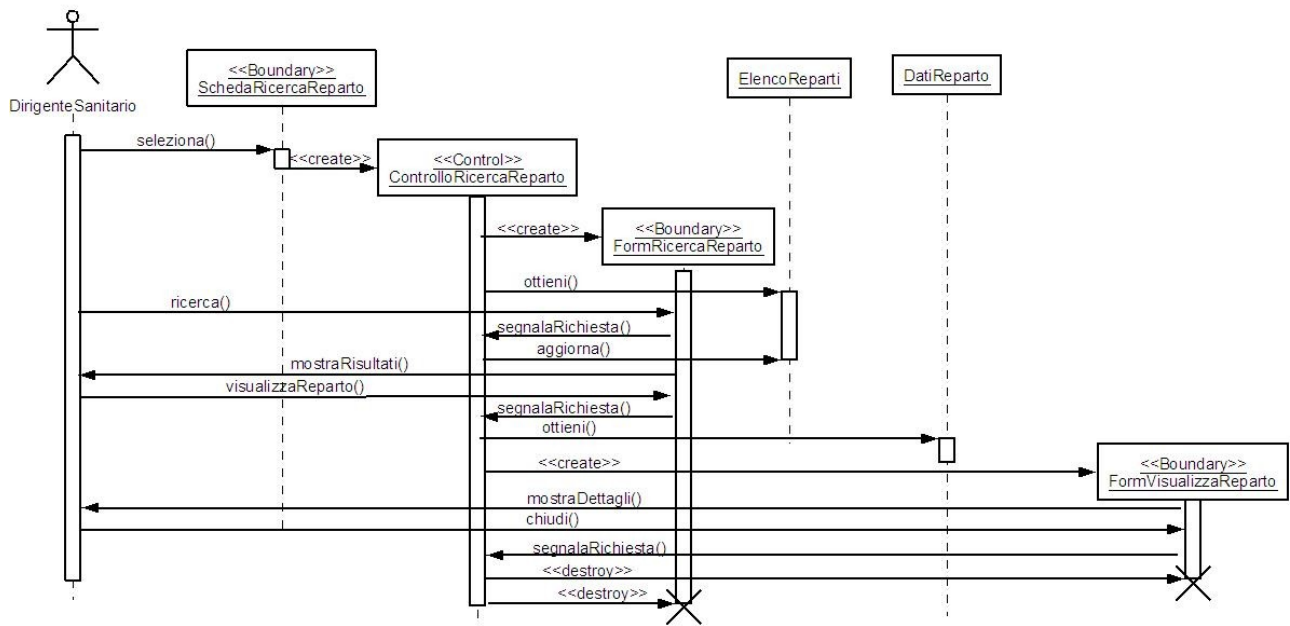 <<Boundary>>
SchedaRicercaReparto
ElencoReparti
DatiReparto
DirigenteSanitario
seleziona()
<<create>>
<<Control>>
ControlloRicercaReparto
<<create>>
<<Boundary>>
FormRicercaReparto
ottieni()
ricerca()
segnalaRichiesta()
aggiorna()
mostraRisultati()
visualizzaReparto()
segnalaRichiesta()
ottieni()
<<create>>
<<Boundary>>
FormVisualizzaReparto
mostraDettagli()
chiudi()
segnalaRichiesta()
<<destroy>>
<<destroy>>